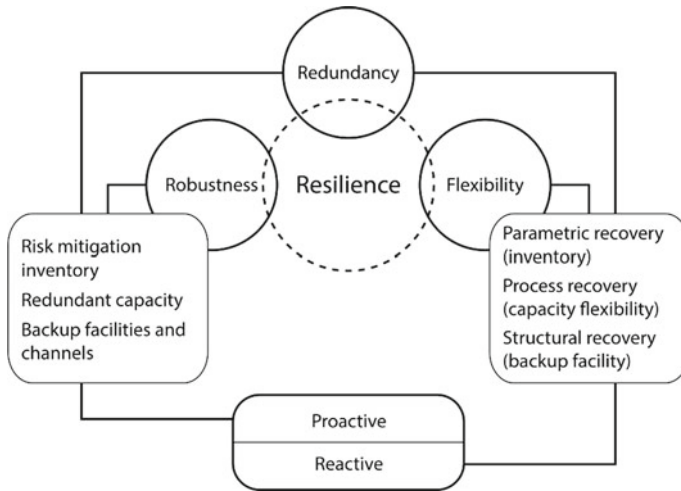 Redundancy
Robustness
Resilience
Flexibility
Risk mitigation
inventory
Redundant capacity
Backup facilities and
channels
Parametric recovery
(inventory)
Process recovery
(capacity flexibility)
Structural recovery
(backup facility)
Proactive
Reactive